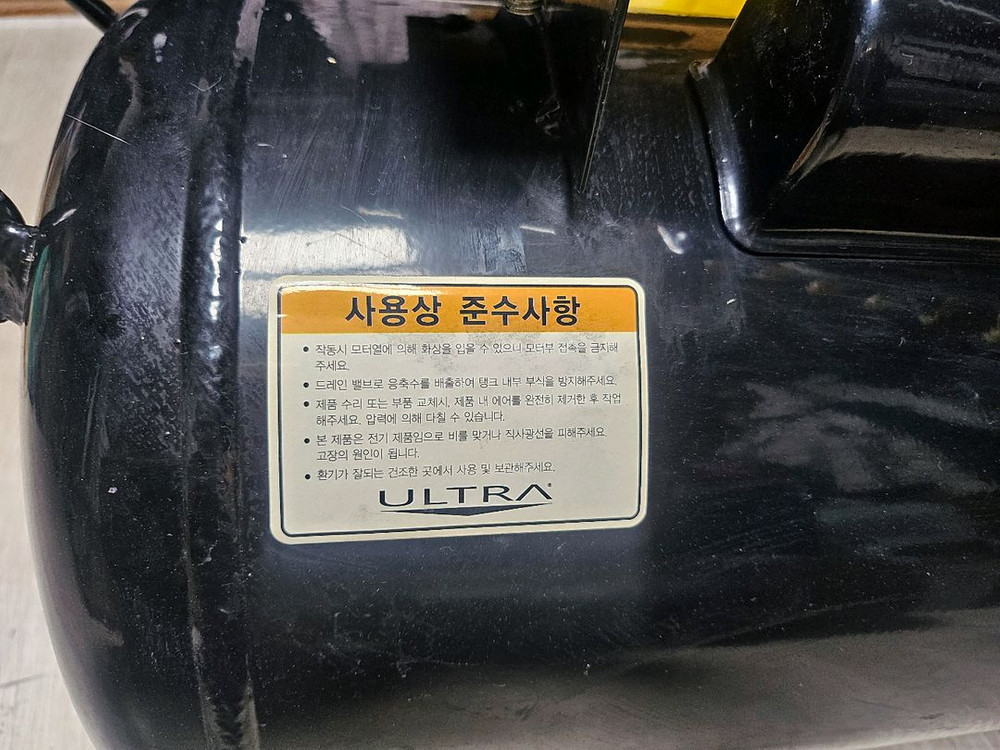 사용상 준수사항
• 작동시 모터열에 의해 화상을 입을 수 있으니 모터부 접촉을 금지해
주세요.
• 드레인 밸브로 응축수를 배출하여 탱크 내부 부식을 방지해주세요.
• 제품 수리 또는 부품 교체시, 제품 내 에어를 완전히 제거한 후 작업
해주세요. 압력에 의해 다칠 수 있습니다.
• 본 제품은 전기 제품임으로 비를 맞거나 직사광선을 피해주세요.
고장의 원인이 됩니다.
• 환기가 잘되는 건조한 곳에서 사용 및 보관해주세요.
ULTRA